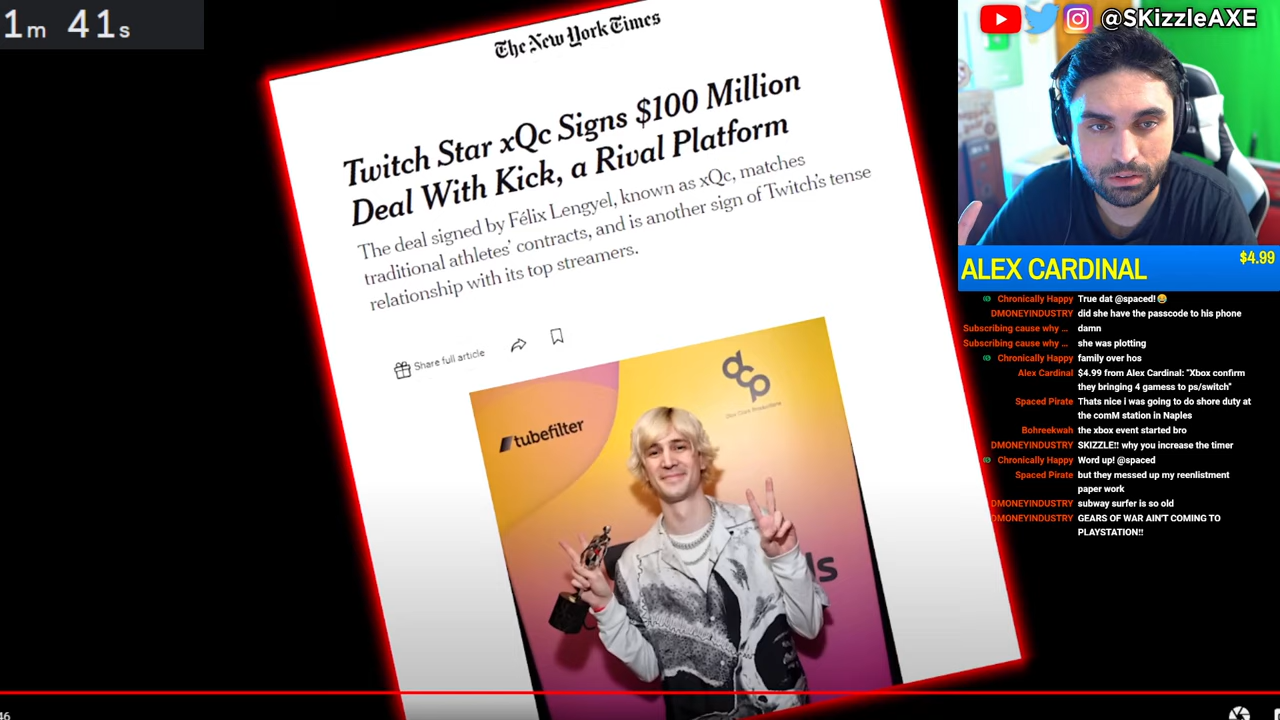 1m 41s
The New York Times
Twitch Star xQc Signs $100 Million
Deal With Kick, a Rival Platform
The deal signed by Félix Lengyel, known as xQc, matches
traditional athletes' contracts, and is another sign of Twitch's tense
relationship with its top streamers.
Share full article
tubefilter
dcp
@SKizzleAXE
ALEX CARDINAL $4.99
Chronically Happy True dat @spaced!😅
DMONEYINDUSTRY did she have the passcode to his phone
Subscribing cause why ... damn
Subscribing cause why ... she was plotting
Chronically Happy family over hos
Alex Cardinal $4.99 from Alex Cardinal: "Xbox confirm
they bringing 4 gamess to ps/switch"
Spaced Pirate Thats nice i was going to do shore duty at
the comM station in Naples
Bohreekwah the xbox event started bro
DMONEYINDUSTRY SKIZZLE!! why you increase the timer
Chronically Happy Word up! @spaced
Spaced Pirate but they messed up my reenlistment
paper work
DMONEYINDUSTRY subway surfer is so old
DMONEYINDUSTRY GEARS OF WAR AIN'T COMING TO
PLAYSTATION!!
ds
46